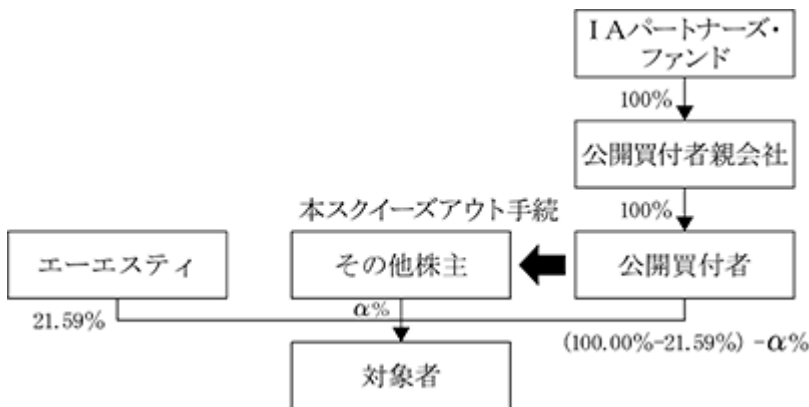 IAパートナーズ・
ファンド
100%
公開買付者親会社
100%
本スクイーズアウト手続
エーエスティ
その他株主
公開買付者
21.59%
α%
(100.00%-21.59%) -α%
対象者